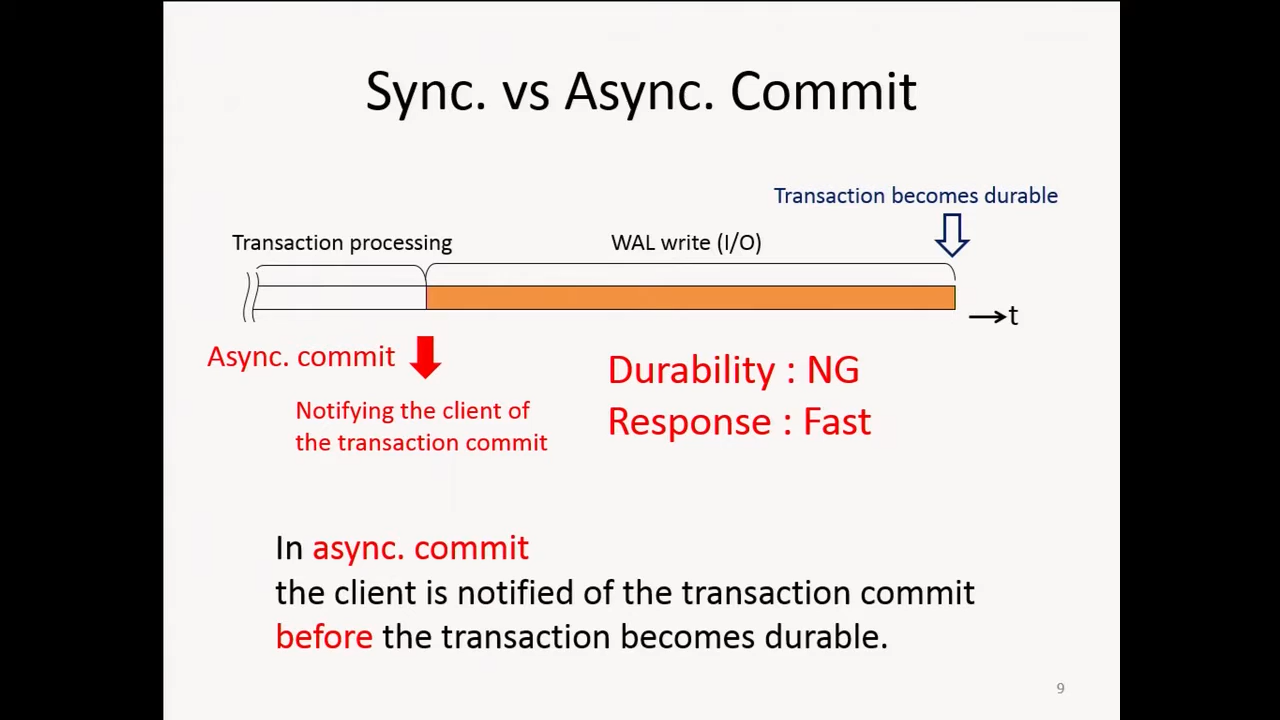 Sync. vs Async. Commit
Transaction becomes durable
Transaction processing
WAL write (I/O)
t
Async. commit
Notifying the client of
the transaction commit
Durability : NG
Response : Fast
In async. commit
the client is notified of the transaction commit
before the transaction becomes durable.
9